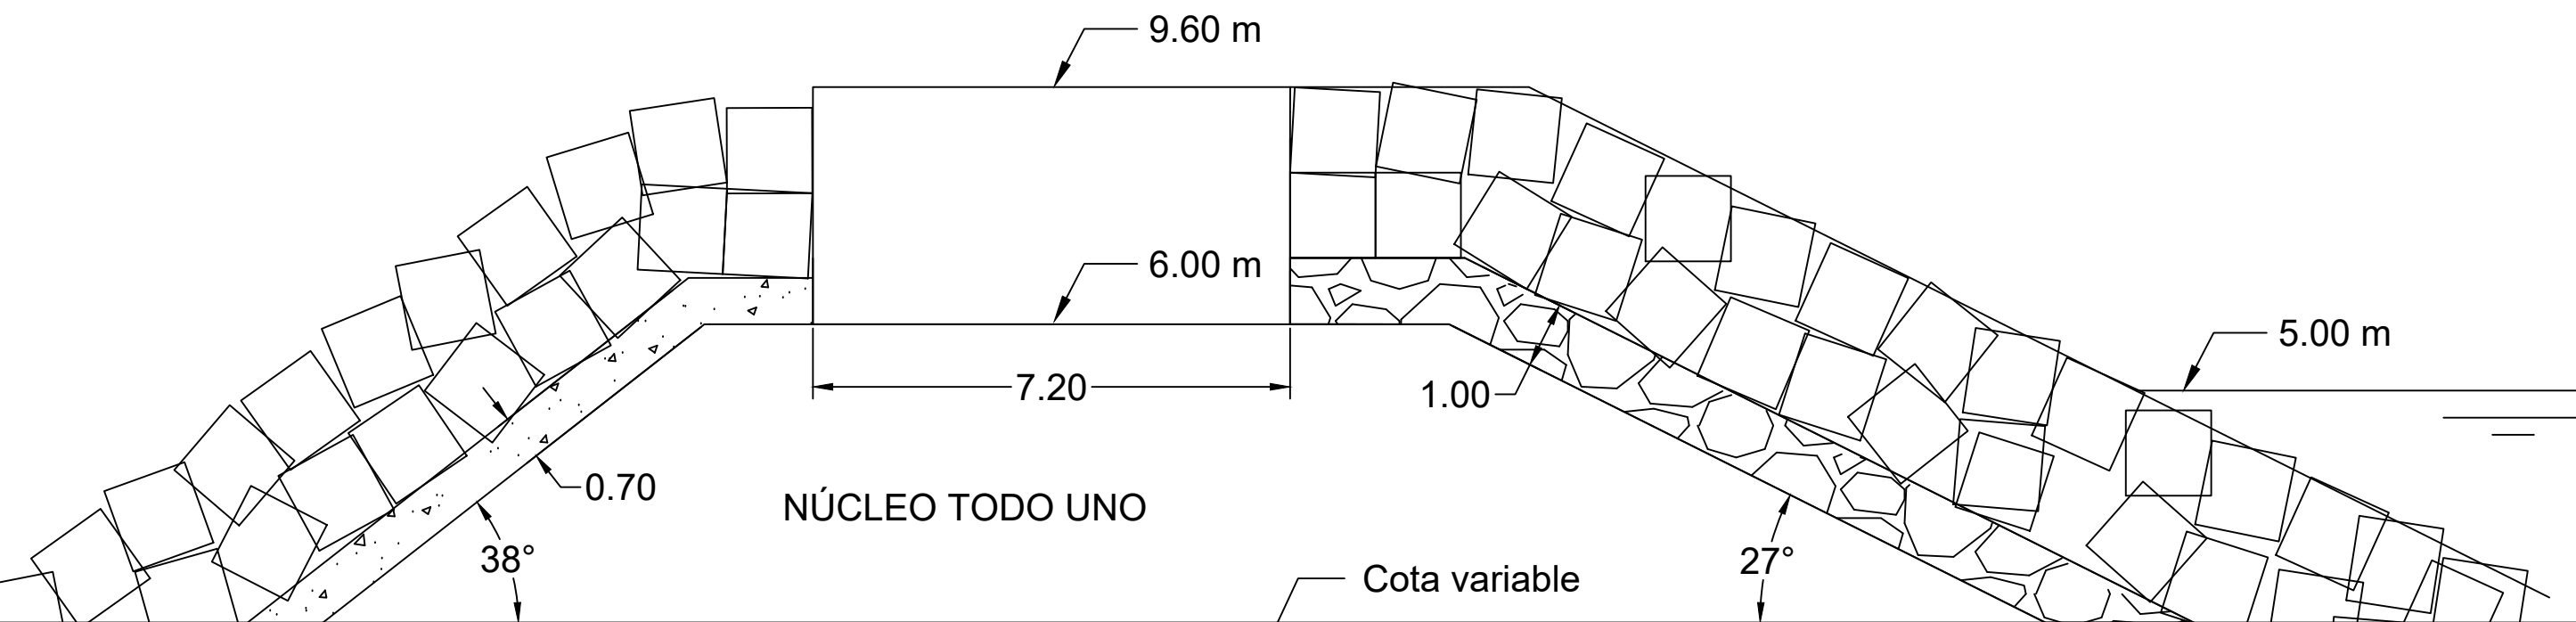 9.60 m
6.00 m
5.00 m
7.20
1.00
0.70
NÚCLEO TODO UNO
38°
27°
Cota variable